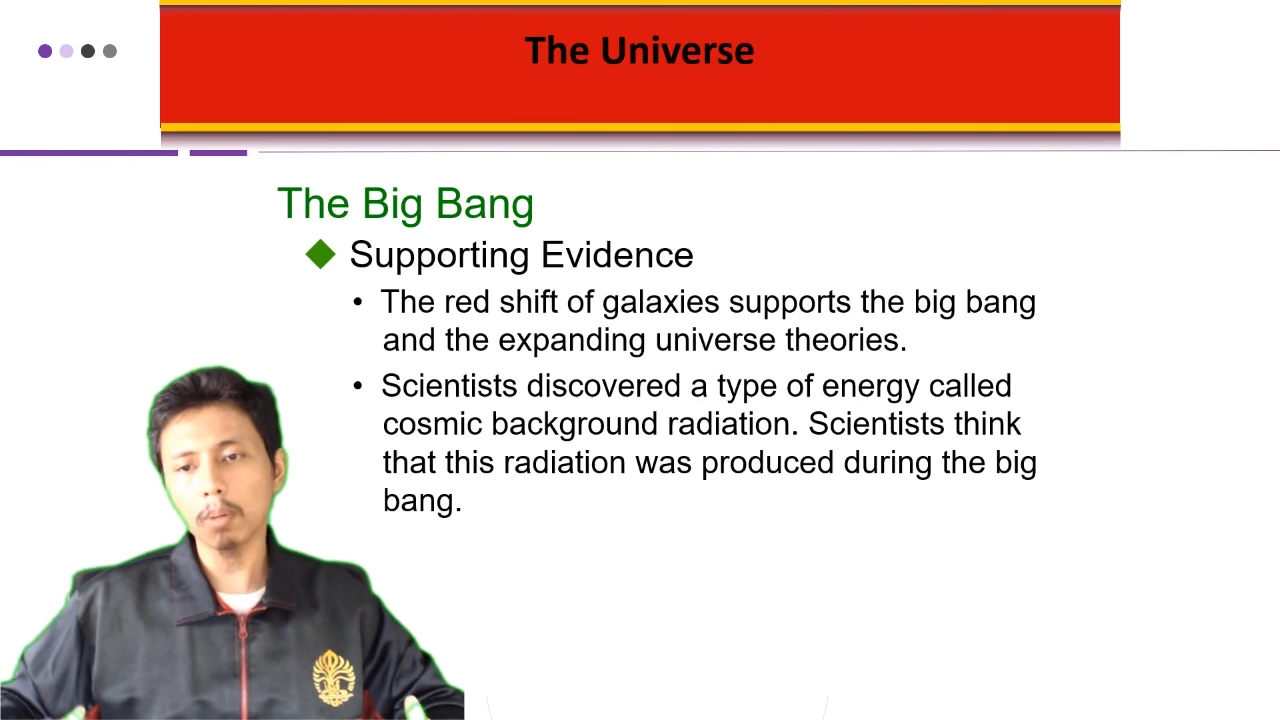 The Universe
The Big Bang
Supporting Evidence
• The red shift of galaxies supports the big bang
and the expanding universe theories.
• Scientists discovered a type of energy called
cosmic background radiation. Scientists think
that this radiation was produced during the big
bang.